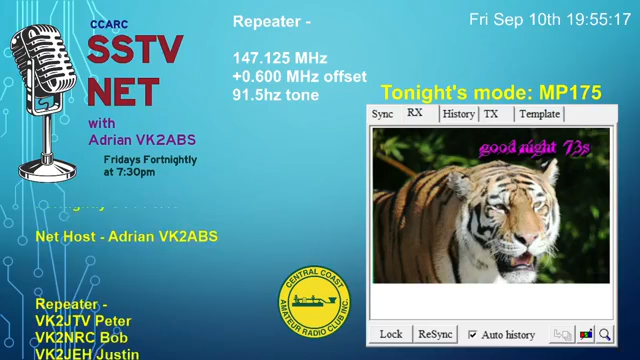 CCARC
SSTV
NET
with
Adrian VK2ABS
Fridays Fortnightly
at 7:30pm
Repeater -
147.125 MHz
+0.600 MHz offset
91.5hz tone
Fri Sep 10th 19:55:17
Tonight's mode: MP175
Sync RX History TX Template
good night 73s
Net Host - Adrian VK2ABS
Repeater -
VK2JTV Peter
VK2NRC Bob
VK2JEH Justin
CENTRAL COAST
AMATEUR RADIO CLUB INC.
Lock ReSync Auto history